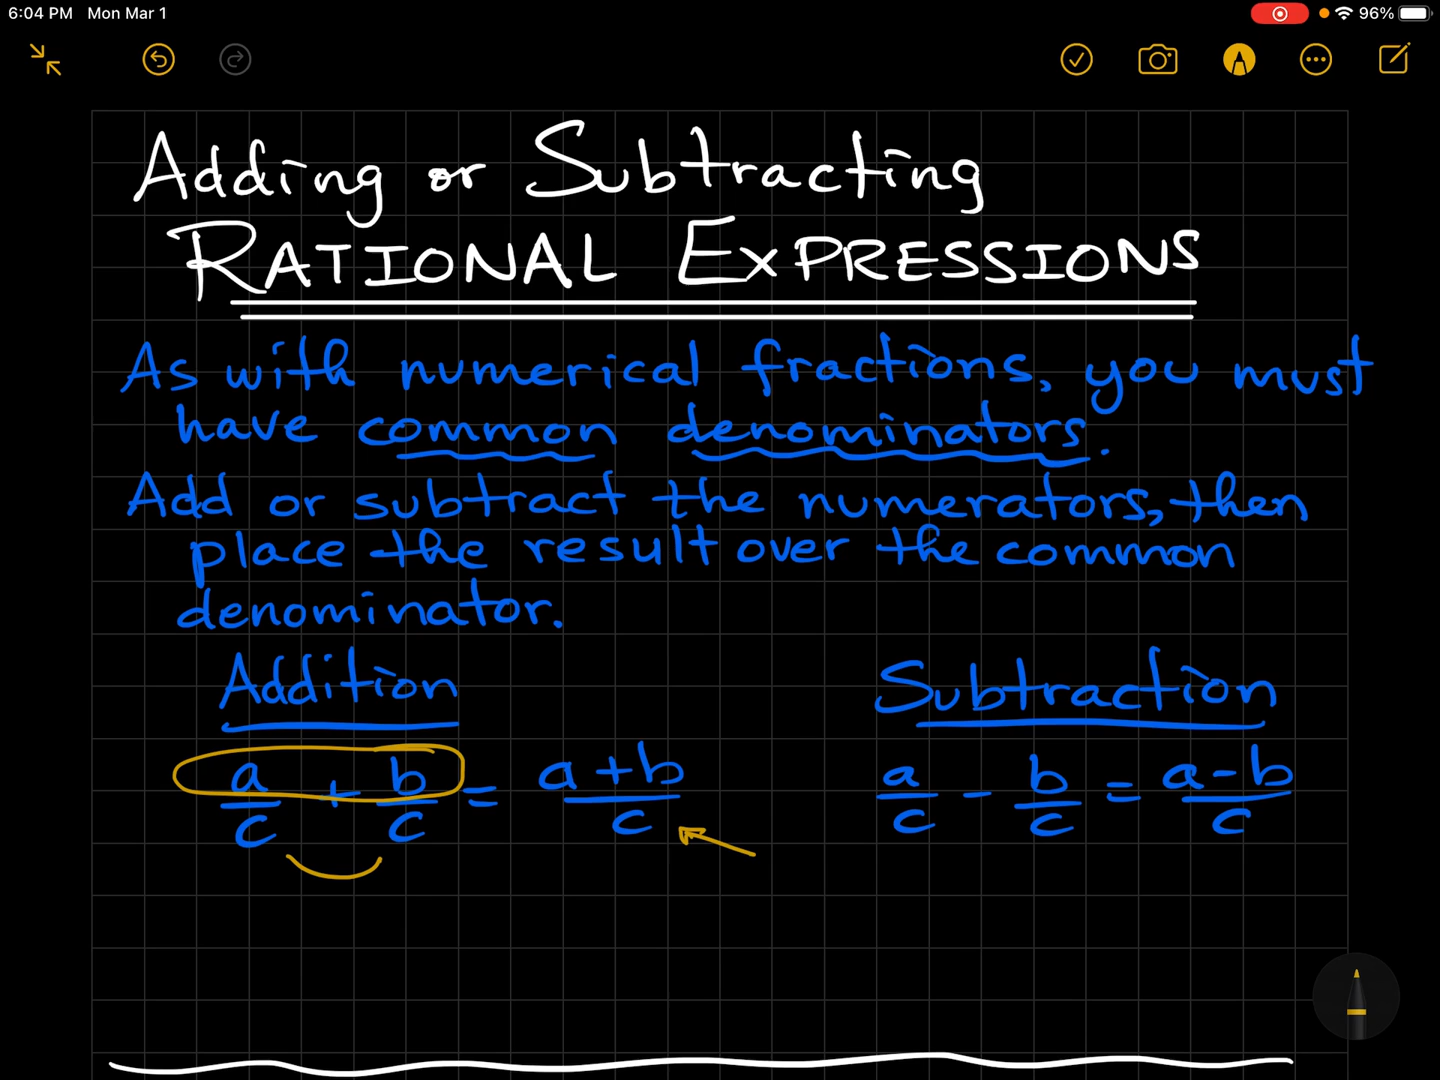 6:04 PM Mon Mar 1 96%
Adding or Subtracting
RATIONAL EXPRESSIONS
As with numerical fractions, you must
have common denominators.
Add or subtract the numerators, then
place the result over the common
denominator.
Addition Subtraction
a/c + b/c = a+b/c a/c - b/c = a-b/c